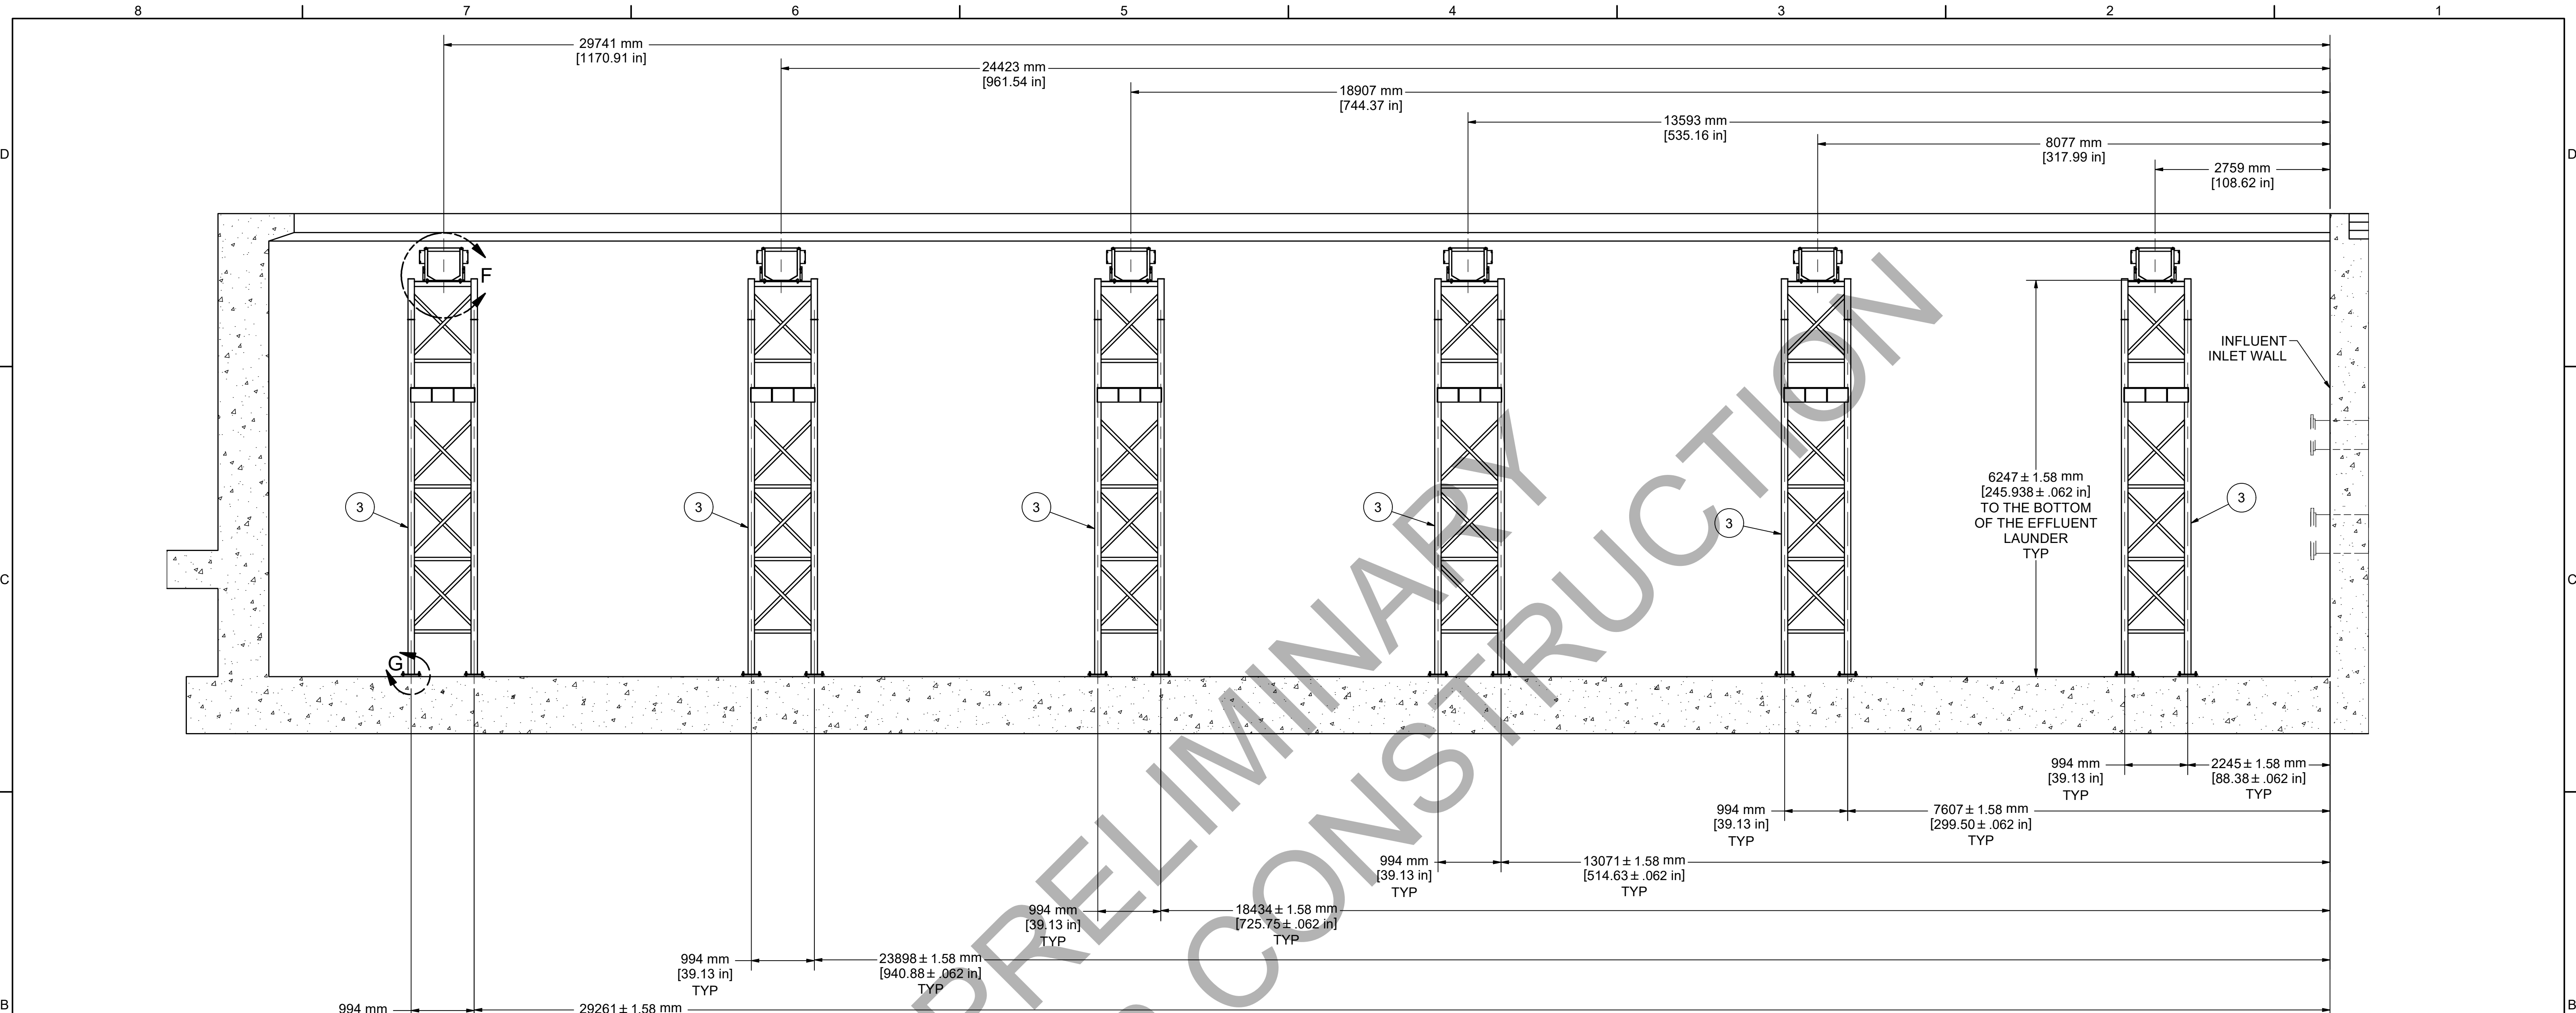 8 7 6 5 4 3 2 1
29741 mm
[1170.91 in]
24423 mm
[961.54 in]
18907 mm
[744.37 in]
13593 mm
[535.16 in]
8077 mm
[317.99 in]
2759 mm
[108.62 in]
D D
F
INFLUENT
INLET WALL
6247 ± 1.58 mm
[245.938 ± .062 in]
TO THE BOTTOM
OF THE EFFLUENT
LAUNDER
TYP
3 3 3 3 3 3
C C
G
994 mm
[39.13 in]
TYP
2245 ± 1.58 mm
[88.38 ± .062 in]
TYP
994 mm
[39.13 in]
TYP
7607 ± 1.58 mm
[299.50 ± .062 in]
TYP
994 mm
[39.13 in]
TYP
13071 ± 1.58 mm
[514.63 ± .062 in]
TYP
994 mm
[39.13 in]
TYP
18434 ± 1.58 mm
[725.75 ± .062 in]
TYP
994 mm
[39.13 in]
TYP
23898 ± 1.58 mm
[940.88 ± .062 in]
TYP
994 mm
29261 ± 1.58 mm
B B
PRELIMINARY
CONSTRUCTION